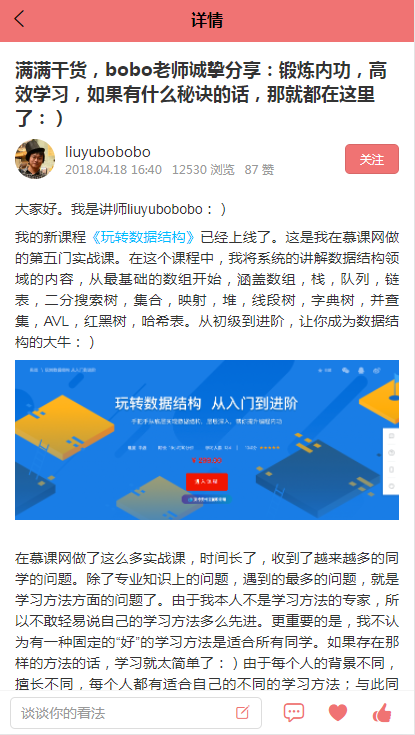 详情
满满干货，bobo老师诚挚分享：锻炼内功，高
效学习，如果有什么秘诀的话，那就都在这里
了：）
liuyubobobo
2018.04.18 16:40 12530 浏览 87 赞
关注
大家好。我是讲师liuyubobobo：）
我的新课程《玩转数据结构》已经上线了。这是我在慕课网做
的第五门实战课。在这个课程中，我将系统的讲解数据结构领
域的内容，从最基础的数组开始，涵盖数组，栈，队列，链
表，二分搜索树，集合，映射，堆，线段树，字典树，并查
集，AVL，红黑树，哈希表。从初级到进阶，让你成为数据结
构的大牛：）
玩转数据结构 从入门到进阶
在慕课网做了这么多实战课，时间长了，收到了越来越多的同
学的问题。除了专业知识上的问题，遇到的最多的问题，就是
学习方法方面的问题了。由于我本人不是学习方法的专家，所
以不敢轻易说自己的学习方法多么先进。更重要的是，我不认
为有一种固定的“好”的学习方法是适合所有同学。如果存在那
样的方法的话，学习就太简单了：）由于每个人的背景不同，
擅长不同，每个人都有适合自己的不同的学习方法；与此同
谈谈你的看法